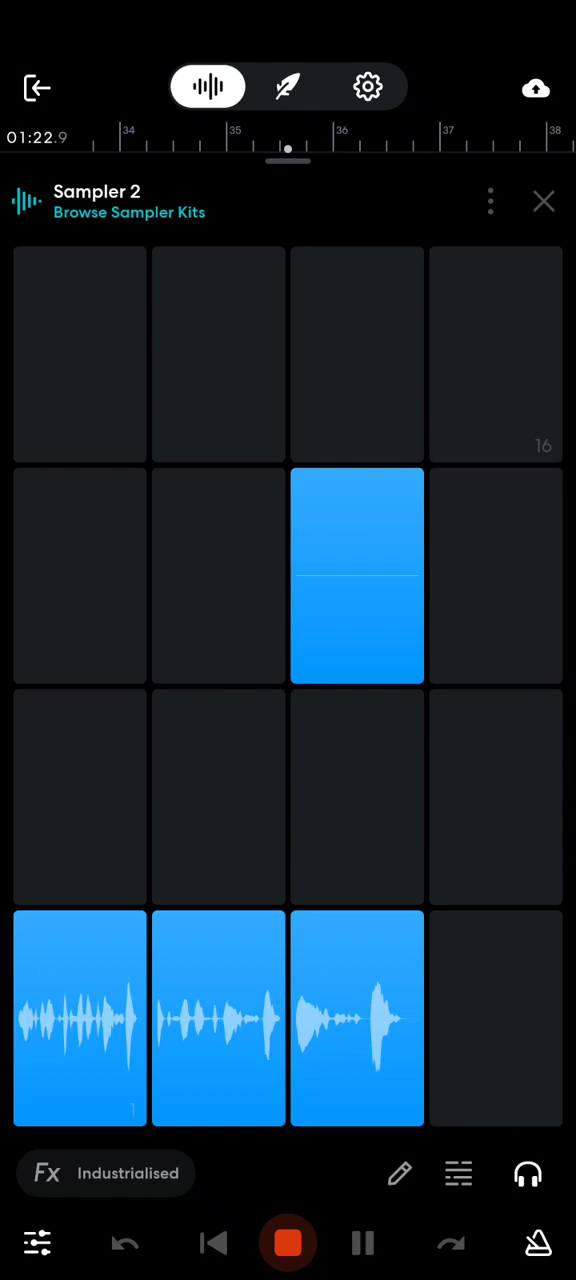 01:22.9
34 35 36 37 38
Sampler 2
Browse Sampler Kits
16
1
Fx Industrialised